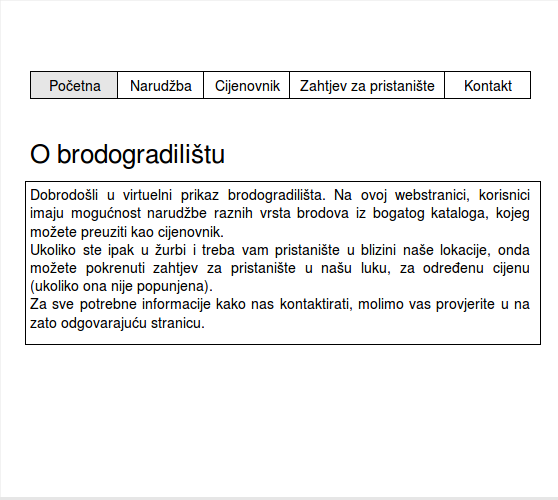 Početna Narudžba Cijenovnik Zahtjev za pristanište Kontakt
O brodogradilištu
Dobrodošli u virtuelni prikaz brodogradilišta. Na ovoj webstranici, korisnici
imaju mogućnost narudžbe raznih vrsta brodova iz bogatog kataloga, kojeg
možete preuziti kao cijenovnik.
Ukoliko ste ipak u žurbi i treba vam pristanište u blizini naše lokacije, onda
možete pokrenuti zahtjev za pristanište u našu luku, za određenu cijenu
(ukoliko ona nije popunjena).
Za sve potrebne informacije kako nas kontaktirati, molimo vas provjerite u na
zato odgovarajuću stranicu.